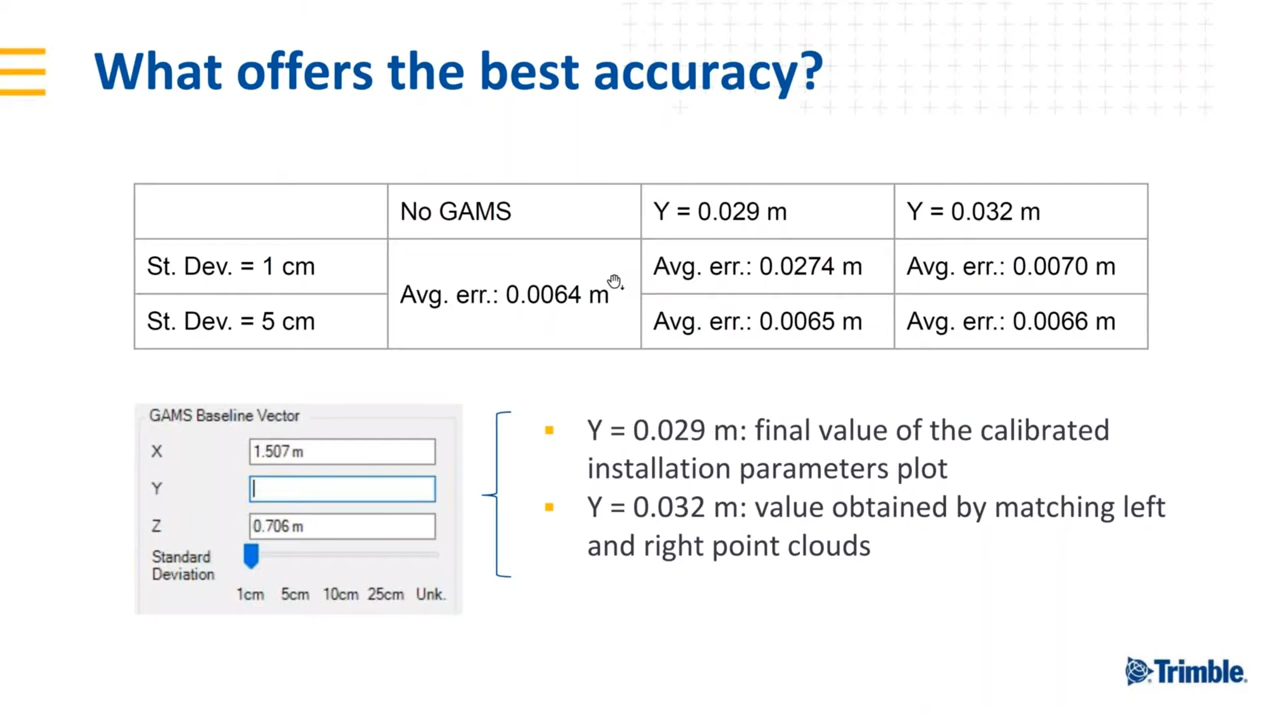 What offers the best accuracy?
No GAMS
Y = 0.029 m
Y = 0.032 m
St. Dev. = 1 cm
Avg. err.: 0.0064 m
Avg. err.: 0.0274 m
Avg. err.: 0.0070 m
St. Dev. = 5 cm
Avg. err.: 0.0065 m
Avg. err.: 0.0066 m
GAMS Baseline Vector
X
1.507 m
Y
Z
0.706 m
Standard
Deviation
1cm 5cm 10cm 25cm Unk.
▪ Y = 0.029 m: final value of the calibrated
installation parameters plot
▪ Y = 0.032 m: value obtained by matching left
and right point clouds
Trimble.